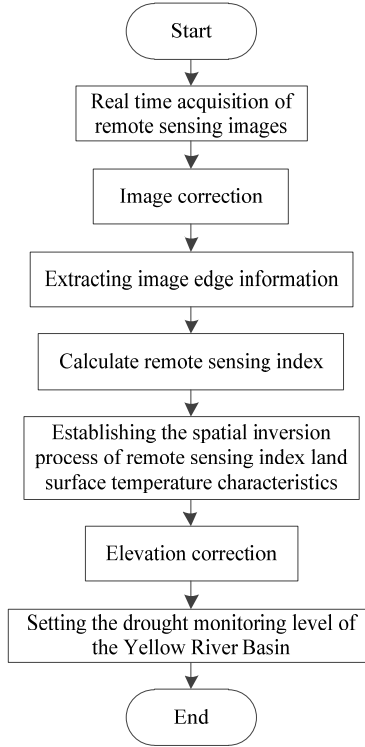 Start
Real time acquisition of
remote sensing images
Image correction
Extracting image edge information
Calculate remote sensing index
Establishing the spatial inversion
process of remote sensing index land
surface temperature characteristics
Elevation correction
Setting the drought monitoring level of
the Yellow River Basin
End